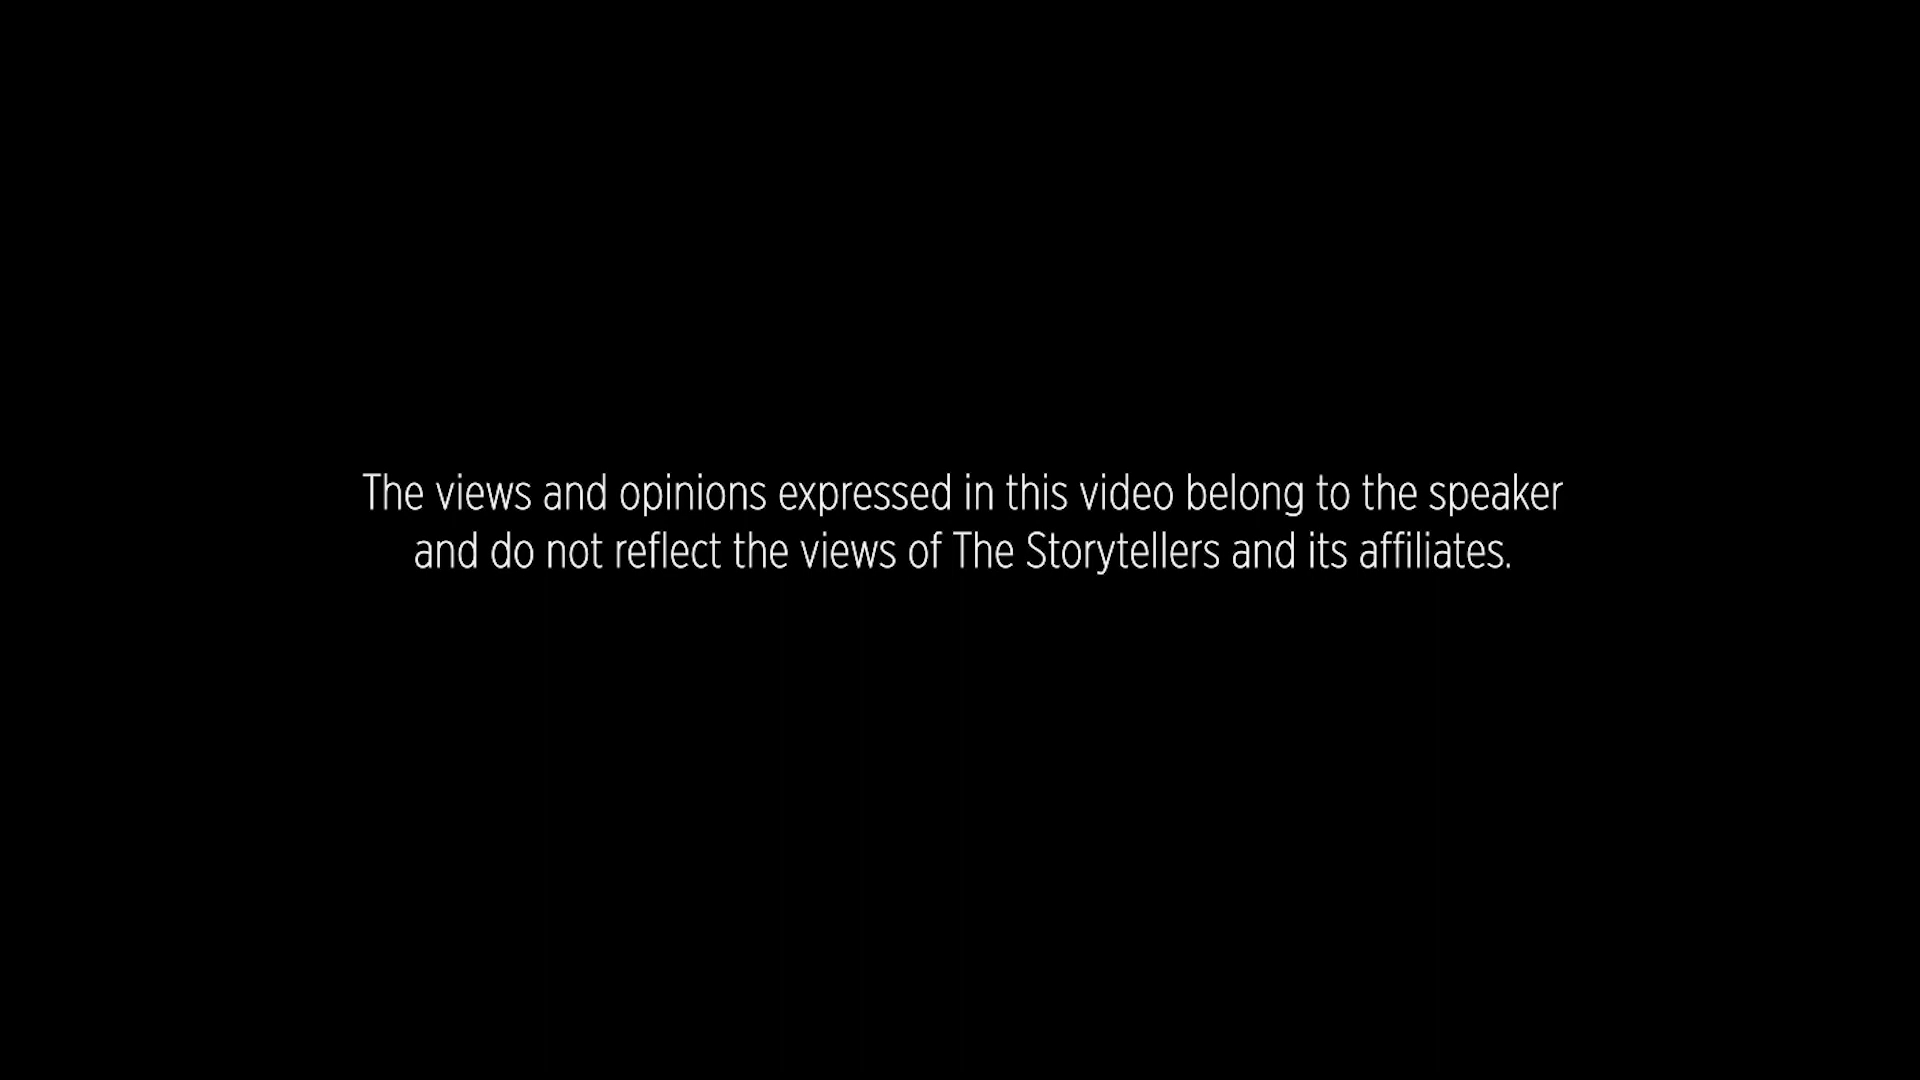 The views and opinions expressed in this video belong to the speaker
and do not reflect the views of The Storytellers and its affiliates.